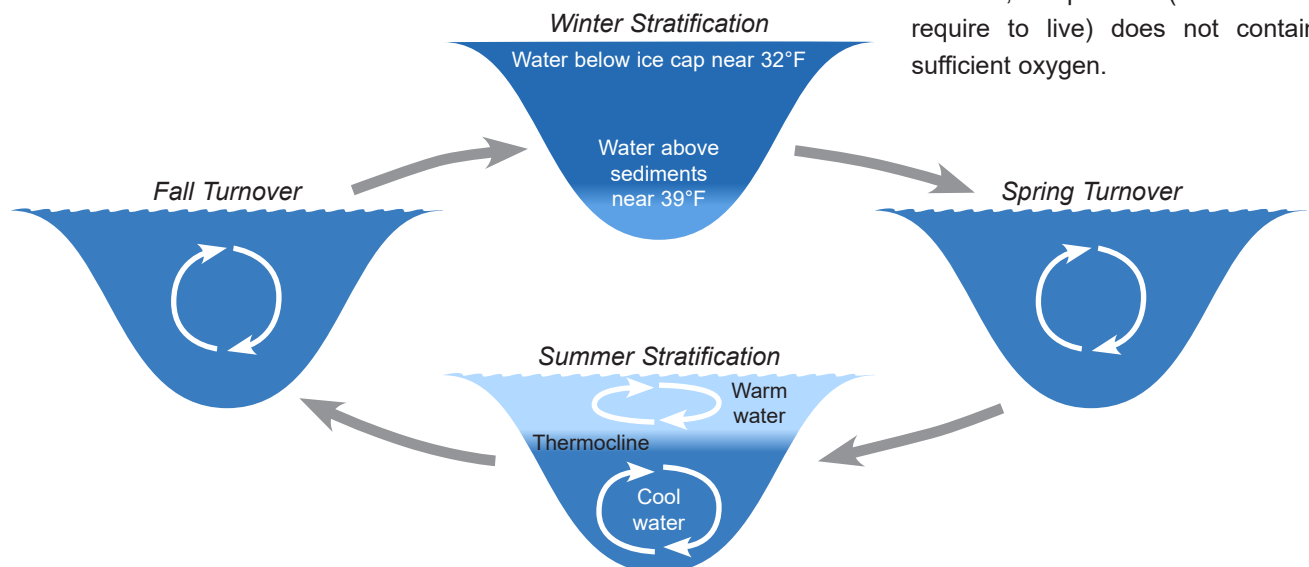 require to live) does not contain
sufficient oxygen.
Winter Stratification
Water below ice cap near 32°F
Water above
sediments
near 39°F
Fall Turnover
Spring Turnover
Summer Stratification
Warm
water
Thermocline
Cool
water